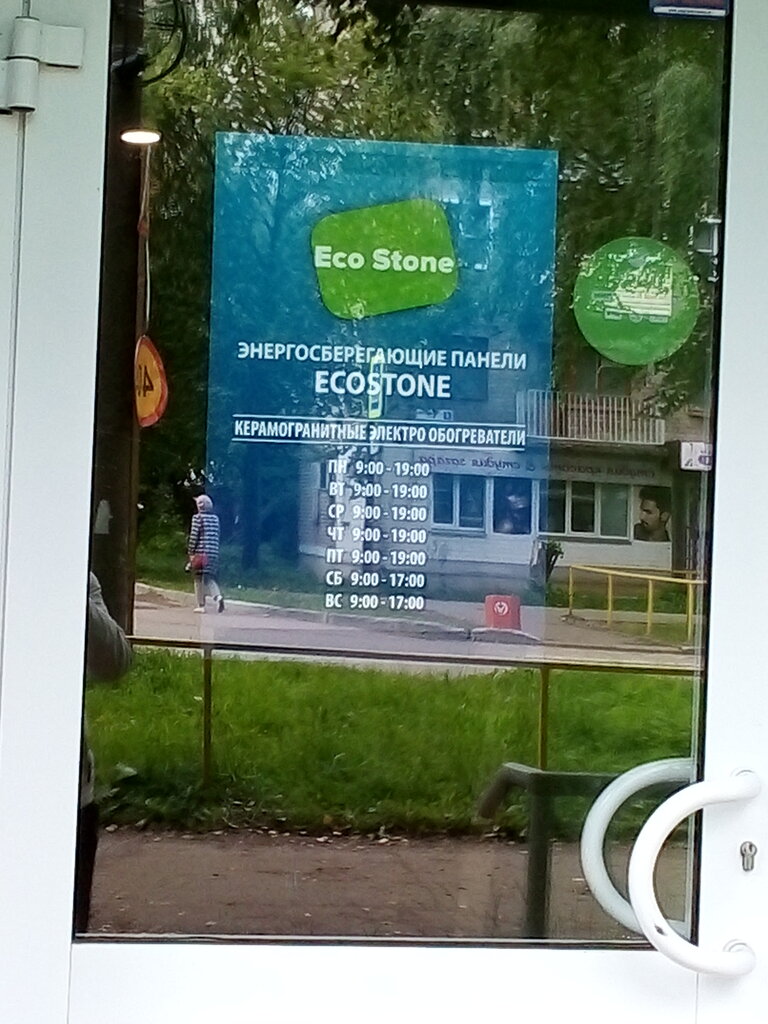 Eco Stone
ЭНЕРГОСБЕРЕГАЮЩИЕ ПАНЕЛИ
ECOSTONE
КЕРАМОГРАНИТНЫЕ ЭЛЕКТРО ОБОГРЕВАТЕЛИ
ПН 9:00 - 19:00
ВТ 9:00 - 19:00
СР 9:00 - 19:00
ЧТ 9:00 - 19:00
ПТ 9:00 - 19:00
СБ 9:00 - 17:00
ВС 9:00 - 17:00
студия загара